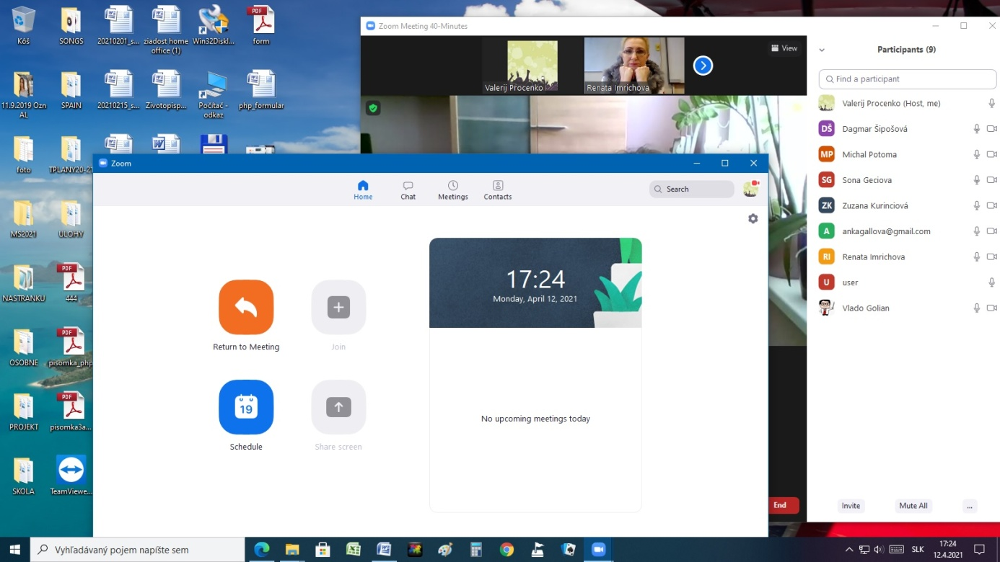 Kôš
SONGS
20210201_s...
ziadost home
office (1)
Win32Diskl...
PDF
form
11.9.2019 Ozn
AL
SPAIN
20210215_s...
Zivotopisp...
Počítač -
odkaz
php_formular
foto
TPLANY20-21
MS2021
ULOHY
NASTRANKU
PDF
444
OSOBNE
PDF
pisomka_php
PROJEKT
PDF
pisomka3a...
SKOLA
TeamViewe...
Zoom Meeting 40-Minutes
Valerij Procenko
Renata Imrichova
View
Participants (9)
Find a participant
Valerij Procenko (Host, me)
DŠ Dagmar Šipošová
MP Michal Potoma
SG Sona Geciova
ZK Zuzana Kurinciová
A ankagallova@gmail.com
RI Renata Imrichova
U user
Vlado Golian
Invite
Mute All
...
End
Zoom
Home
Chat
Meetings
Contacts
Search
Return to Meeting
Join
19
Schedule
Share screen
17:24
Monday, April 12, 2021
No upcoming meetings today
Vyhľadávaný pojem napíšte sem
SLK
17:24
12.4.2021